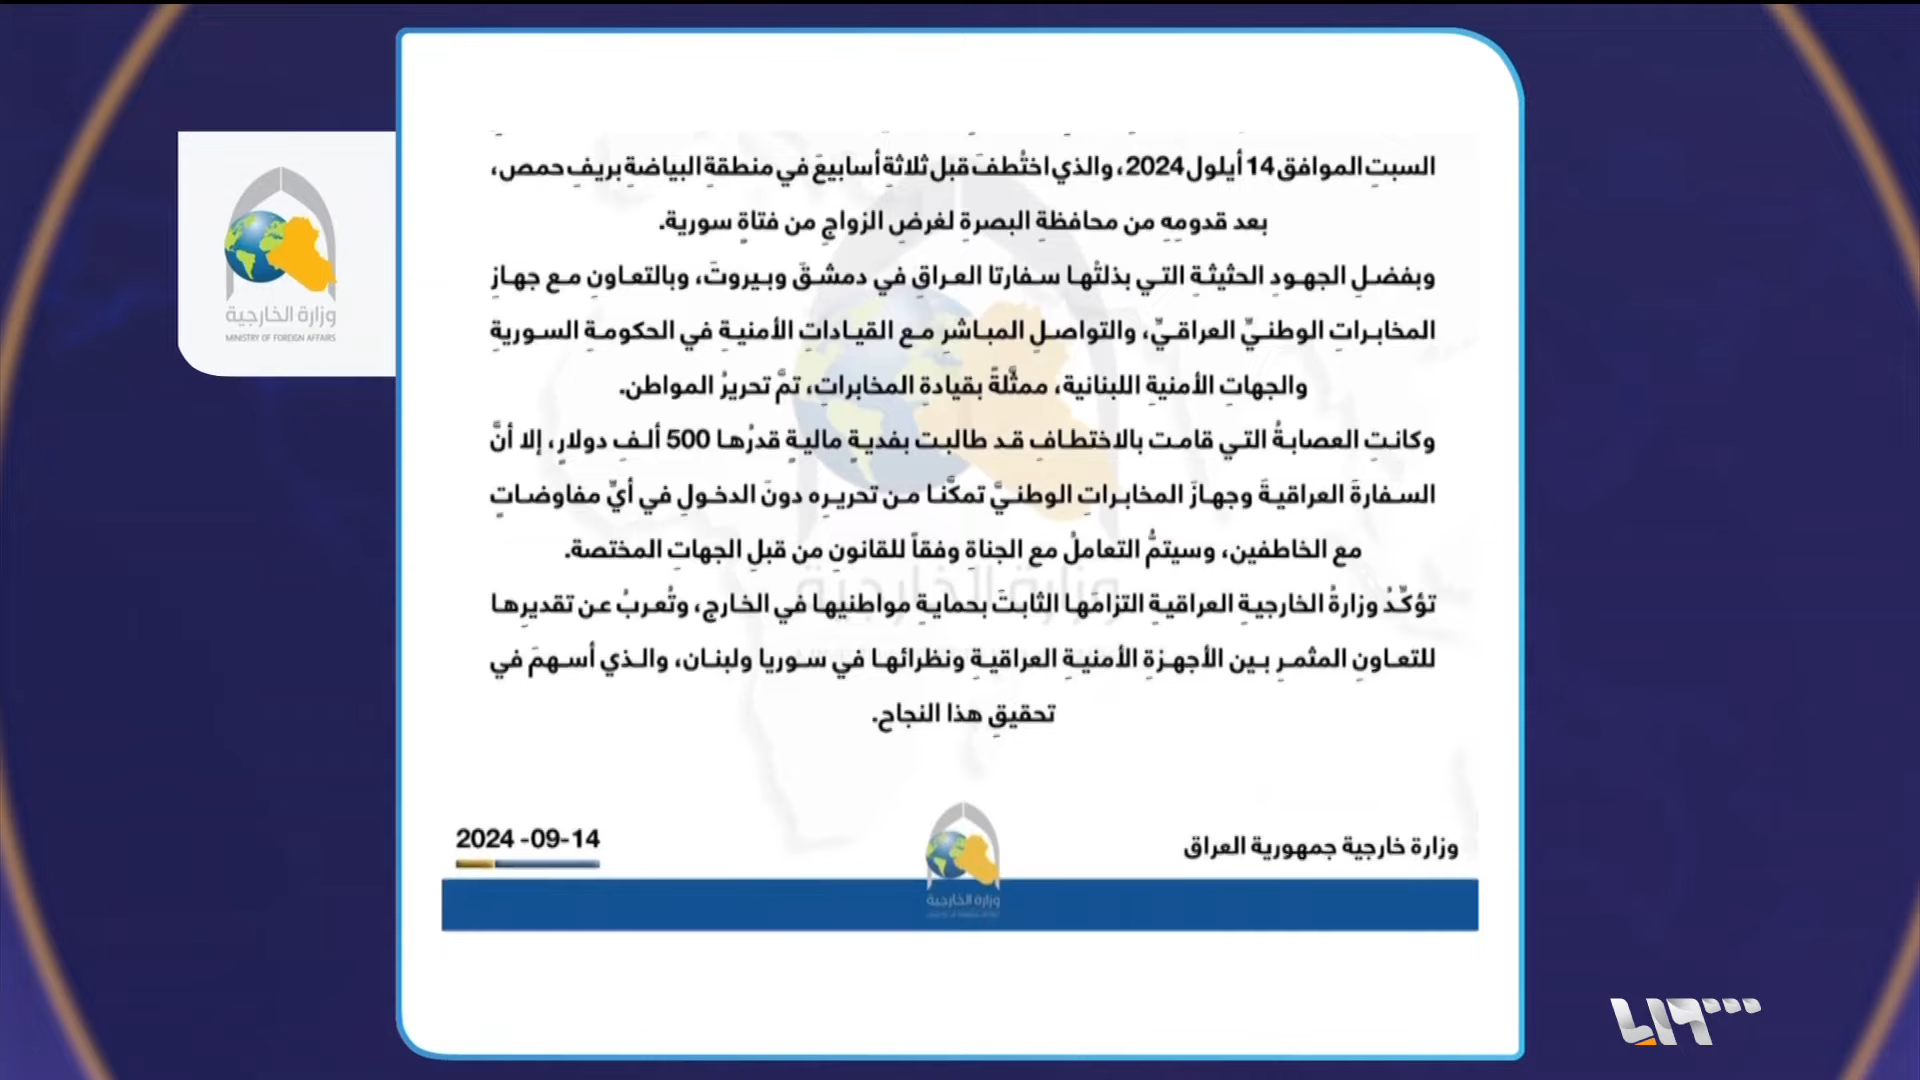 وزارة الخارجية
MINISTRY OF FOREIGN AFFAIRS
السبتِ الموافق 14 أيلول 2024، والذي اختُطفَ قبل ثلاثةِ أسابيعَ في منطقةِ البياضةِ بريفِ حمص،
بعد قدومِهِ من محافظةِ البصرةِ لغرضِ الزواجِ من فتاةٍ سورية.
وبفضلِ الجهودِ الحثيثةِ التي بذلتْها سفارتا العراقِ في دمشقَ وبيروتَ، وبالتعاونِ مع جهازِ
المخابراتِ الوطنيِّ العراقيِّ، والتواصلِ المباشرِ مع القياداتِ الأمنيةِ في الحكومةِ السوريةِ
والجهاتِ الأمنيةِ اللبنانية، ممثَّلةً بقيادةِ المخابراتِ، تمَّ تحريرُ المواطن.
وكانتِ العصابةُ التي قامت بالاختطافِ قد طالبت بفديةٍ ماليةٍ قدرُها 500 ألفِ دولارٍ، إلا أنَّ
السفارةَ العراقيةَ وجهازَ المخابراتِ الوطنيَّ تمكَّنا من تحريرِه دونَ الدخولِ في أيِّ مفاوضاتٍ
مع الخاطفين، وسيتمُّ التعاملُ مع الجناةِ وفقاً للقانونِ من قبلِ الجهاتِ المختصة.
تؤكِّدُ وزارةُ الخارجيةِ العراقيةِ التزامَها الثابتَ بحمايةِ مواطنيها في الخارج، وتُعربُ عن تقديرِها
للتعاونِ المثمرِ بين الأجهزةِ الأمنيةِ العراقيةِ ونظرائها في سوريا ولبنان، والذي أسهمَ في
تحقيقِ هذا النجاح.
وزارة خارجية جمهورية العراق
2024 -09-14
وزارة الخارجية